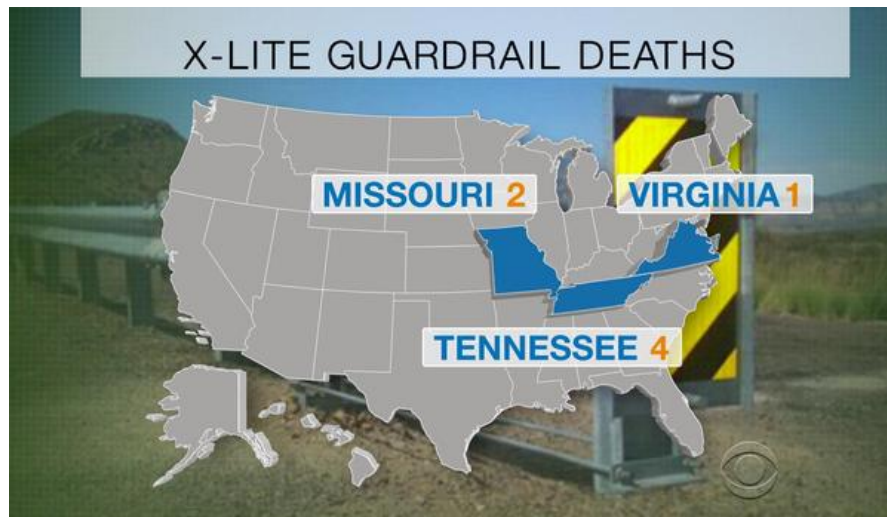 X-LITE GUARDRAIL DEATHS
MISSOURI 2
VIRGINIA 1
TENNESSEE 4